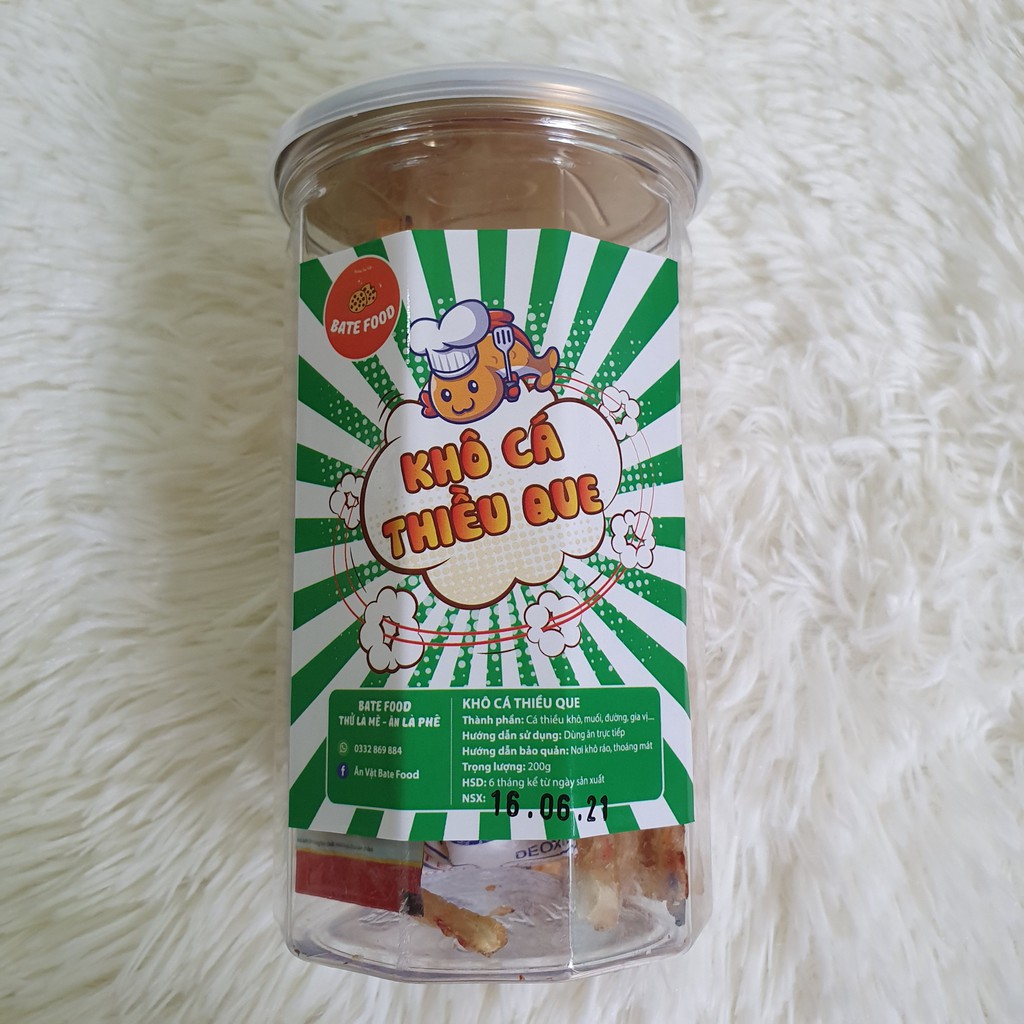 BATE FOOD
KHÔ CÁ
THIỀU QUE
BATE FOOD
THỬ LÀ MÊ - ĂN LÀ PHÊ
0332 869 884
Ăn Vặt Bate Food
KHÔ CÁ THIỀU QUE
Thành phần: Cá thiều khô, muối, đường, gia vị...
Hướng dẫn sử dụng: Dùng ăn trực tiếp
Hướng dẫn bảo quản: Nơi khô ráo, thoáng mát
Trọng lượng: 200g
HSD: 6 tháng kể từ ngày sản xuất
NSX: 16.06.21